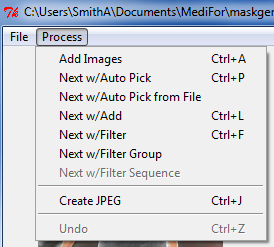 C:\Users\SmithA\Documents\MediFor\maskger
File Process
Add Images Ctrl+A
Next w/Auto Pick Ctrl+P
Next w/Auto Pick from File
Next w/Add Ctrl+L
Next w/Filter Ctrl+F
Next w/Filter Group
Next w/Filter Sequence
Create JPEG Ctrl+J
Undo Ctrl+Z